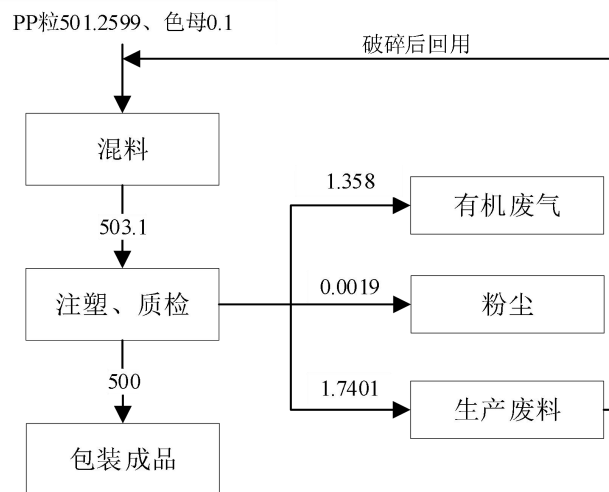 PP粒501.2599、色母0.1
破碎后回用
混料
1.358
有机废气
503.1
注塑、质检
0.0019
粉尘
500
1.7401
生产废料
包装成品